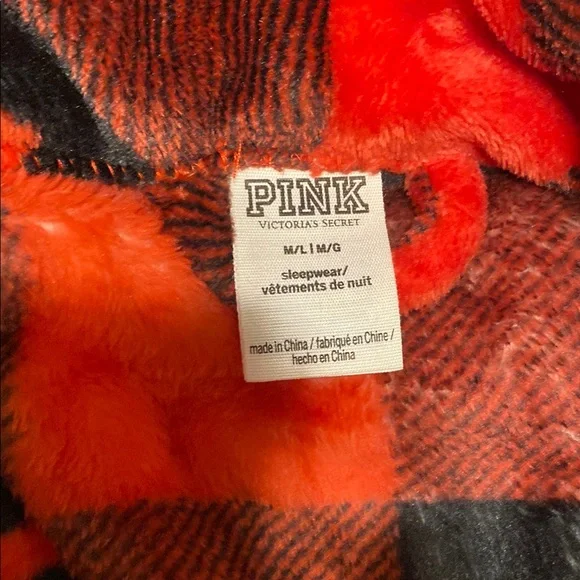 PINK
VICTORIA'S SECRET
M/L | M/G
sleepwear/
vêtements de nuit
made in China / fabriqué en Chine /
hecho en China